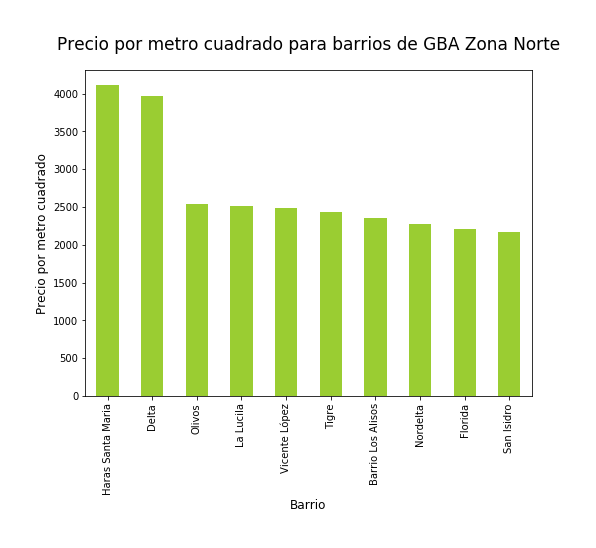 Precio por metro cuadrado para barrios de GBA Zona Norte
Precio por metro cuadrado
4000
3500
3000
2500
2000
1500
1000
500
0
Haras Santa María
Delta
Olivos
La Lucila
Vicente López
Tigre
Barrio Los Alisos
Nordelta
Florida
San Isidro
Barrio